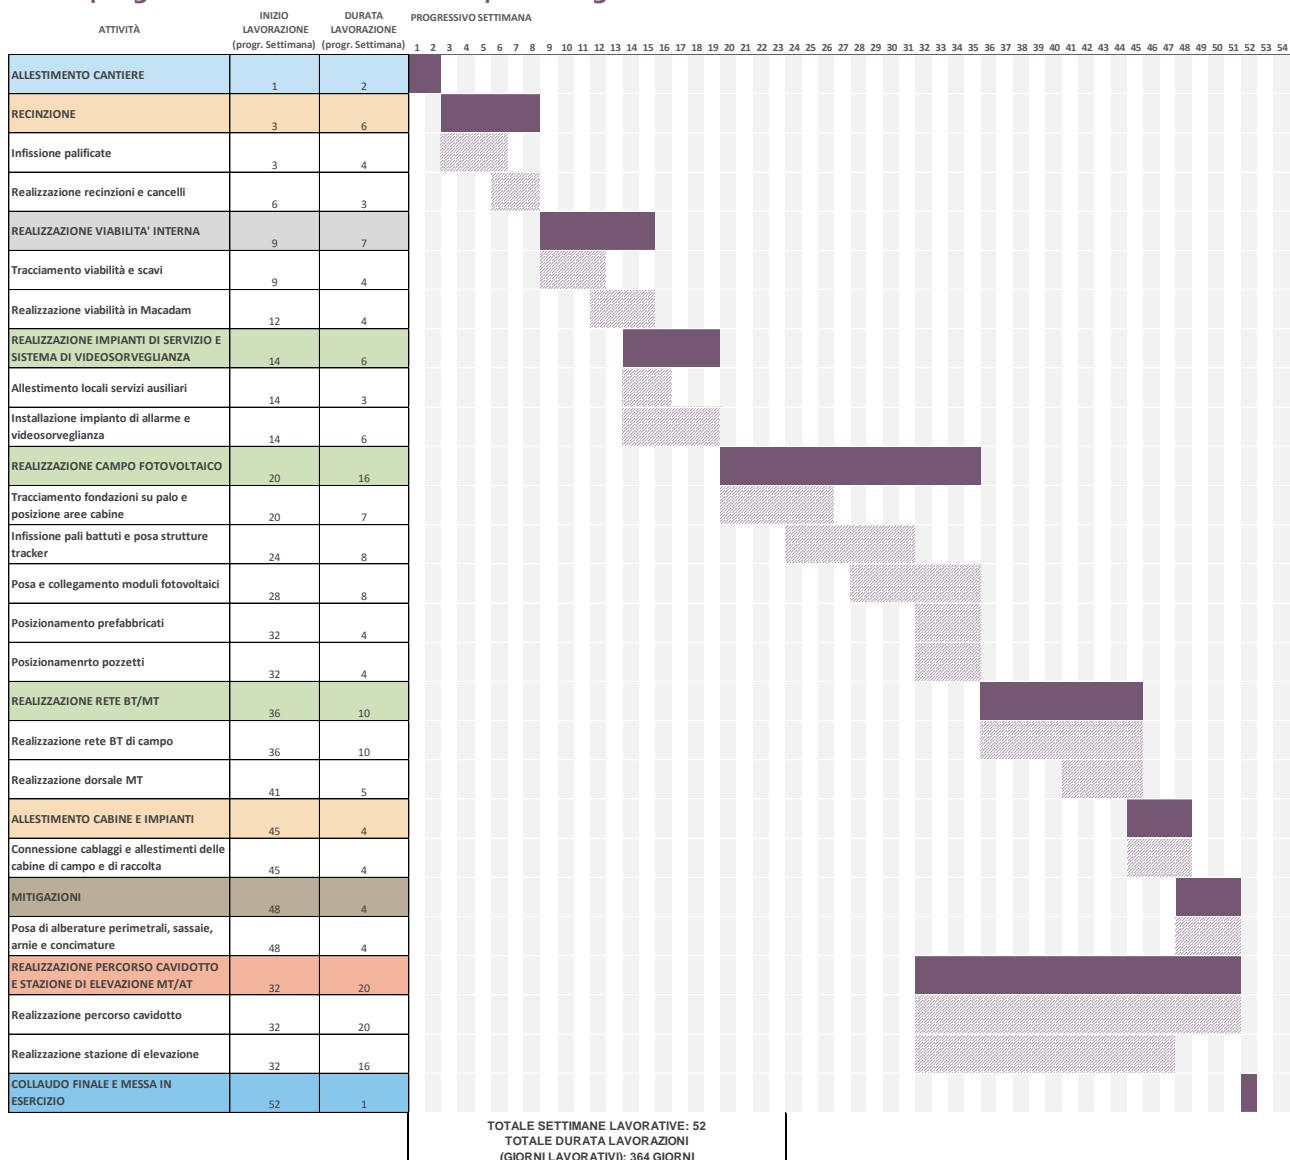 ATTIVITÀ
INIZIO
LAVORAZIONE
(progr. Settimana)
DURATA
LAVORAZIONE
(progr. Settimana)
PROGRESSIVO SETTIMANA
1 2 3 4 5 6 7 8 9 10 11 12 13 14 15 16 17 18 19 20 21 22 23 24 25 26 27 28 29 30 31 32 33 34 35 36 37 38 39 40 41 42 43 44 45 46 47 48 49 50 51 52 53 54
ALLESTIMENTO CANTIERE
1 2
RECINZIONE
3 6
Infissione palificate
3 4
Realizzazione recinzioni e cancelli
6 3
REALIZZAZIONE VIABILITA' INTERNA
9 7
Tracciamento viabilità e scavi
9 4
Realizzazione viabilità in Macadam
12 4
REALIZZAZIONE IMPIANTI DI SERVIZIO E
SISTEMA DI VIDEOSORVEGLIANZA
14 6
Allestimento locali servizi ausiliari
14 3
Installazione impianto di allarme e
videosorveglianza
14 6
REALIZZAZIONE CAMPO FOTOVOLTAICO
20 16
Tracciamento fondazioni su palo e
posizione aree cabine
20 7
Infissione pali battuti e posa strutture
tracker
24 8
Posa e collegamento moduli fotovoltaici
28 8
Posizionamento prefabbricati
32 4
Posizionamenrto pozzetti
32 4
REALIZZAZIONE RETE BT/MT
36 10
Realizzazione rete BT di campo
36 10
Realizzazione dorsale MT
41 5
ALLESTIMENTO CABINE E IMPIANTI
45 4
Connessione cablaggi e allestimenti delle
cabine di campo e di raccolta
45 4
MITIGAZIONI
48 4
Posa di alberature perimetrali, sassaie,
arnie e concimature
48 4
REALIZZAZIONE PERCORSO CAVIDOTTO
E STAZIONE DI ELEVAZIONE MT/AT
32 20
Realizzazione percorso cavidotto
32 20
Realizzazione stazione di elevazione
32 16
COLLAUDO FINALE E MESSA IN
ESERCIZIO
52 1
TOTALE SETTIMANE LAVORATIVE: 52
TOTALE DURATA LAVORAZIONI
(GIORNI LAVORATIVI): 364 GIORNI